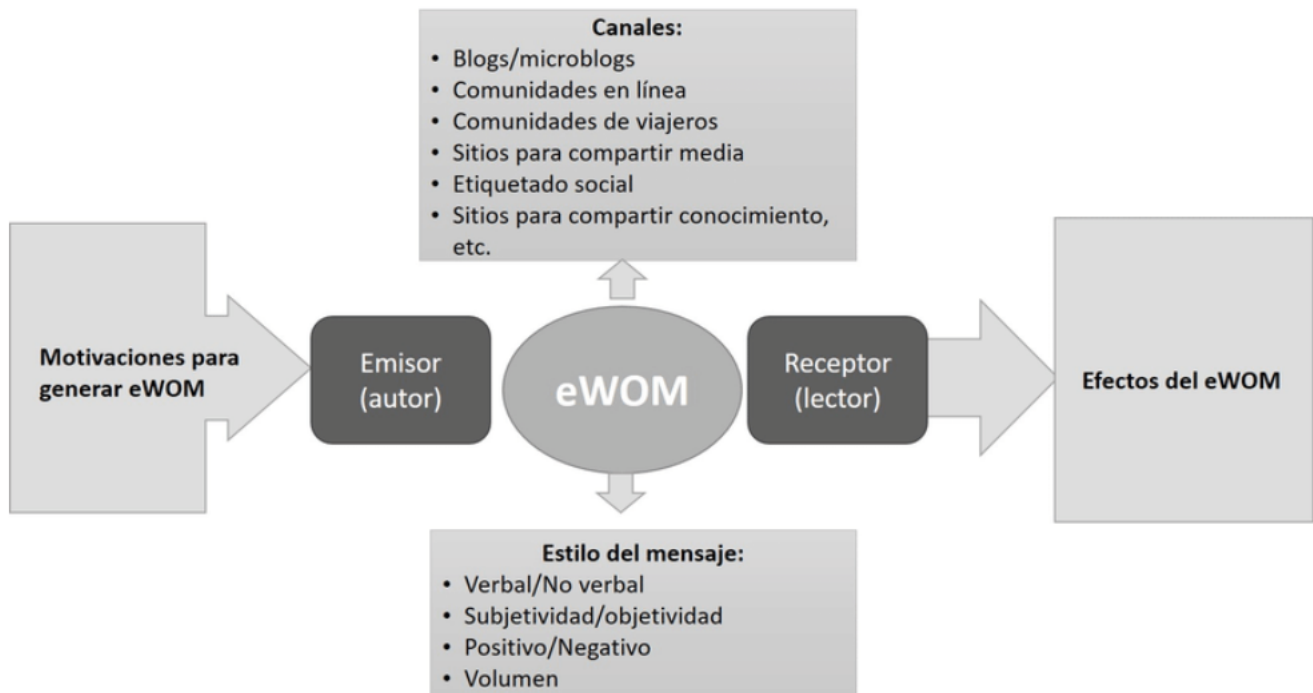 Canales:
• Blogs/microblogs
• Comunidades en línea
• Comunidades de viajeros
• Sitios para compartir media
• Etiquetado social
• Sitios para compartir conocimiento,
etc.
Motivaciones para
generar eWOM
Emisor
(autor)
eWOM
Receptor
(lector)
Efectos del eWOM
Estilo del mensaje:
• Verbal/No verbal
• Subjetividad/objetividad
• Positivo/Negativo
• Volumen